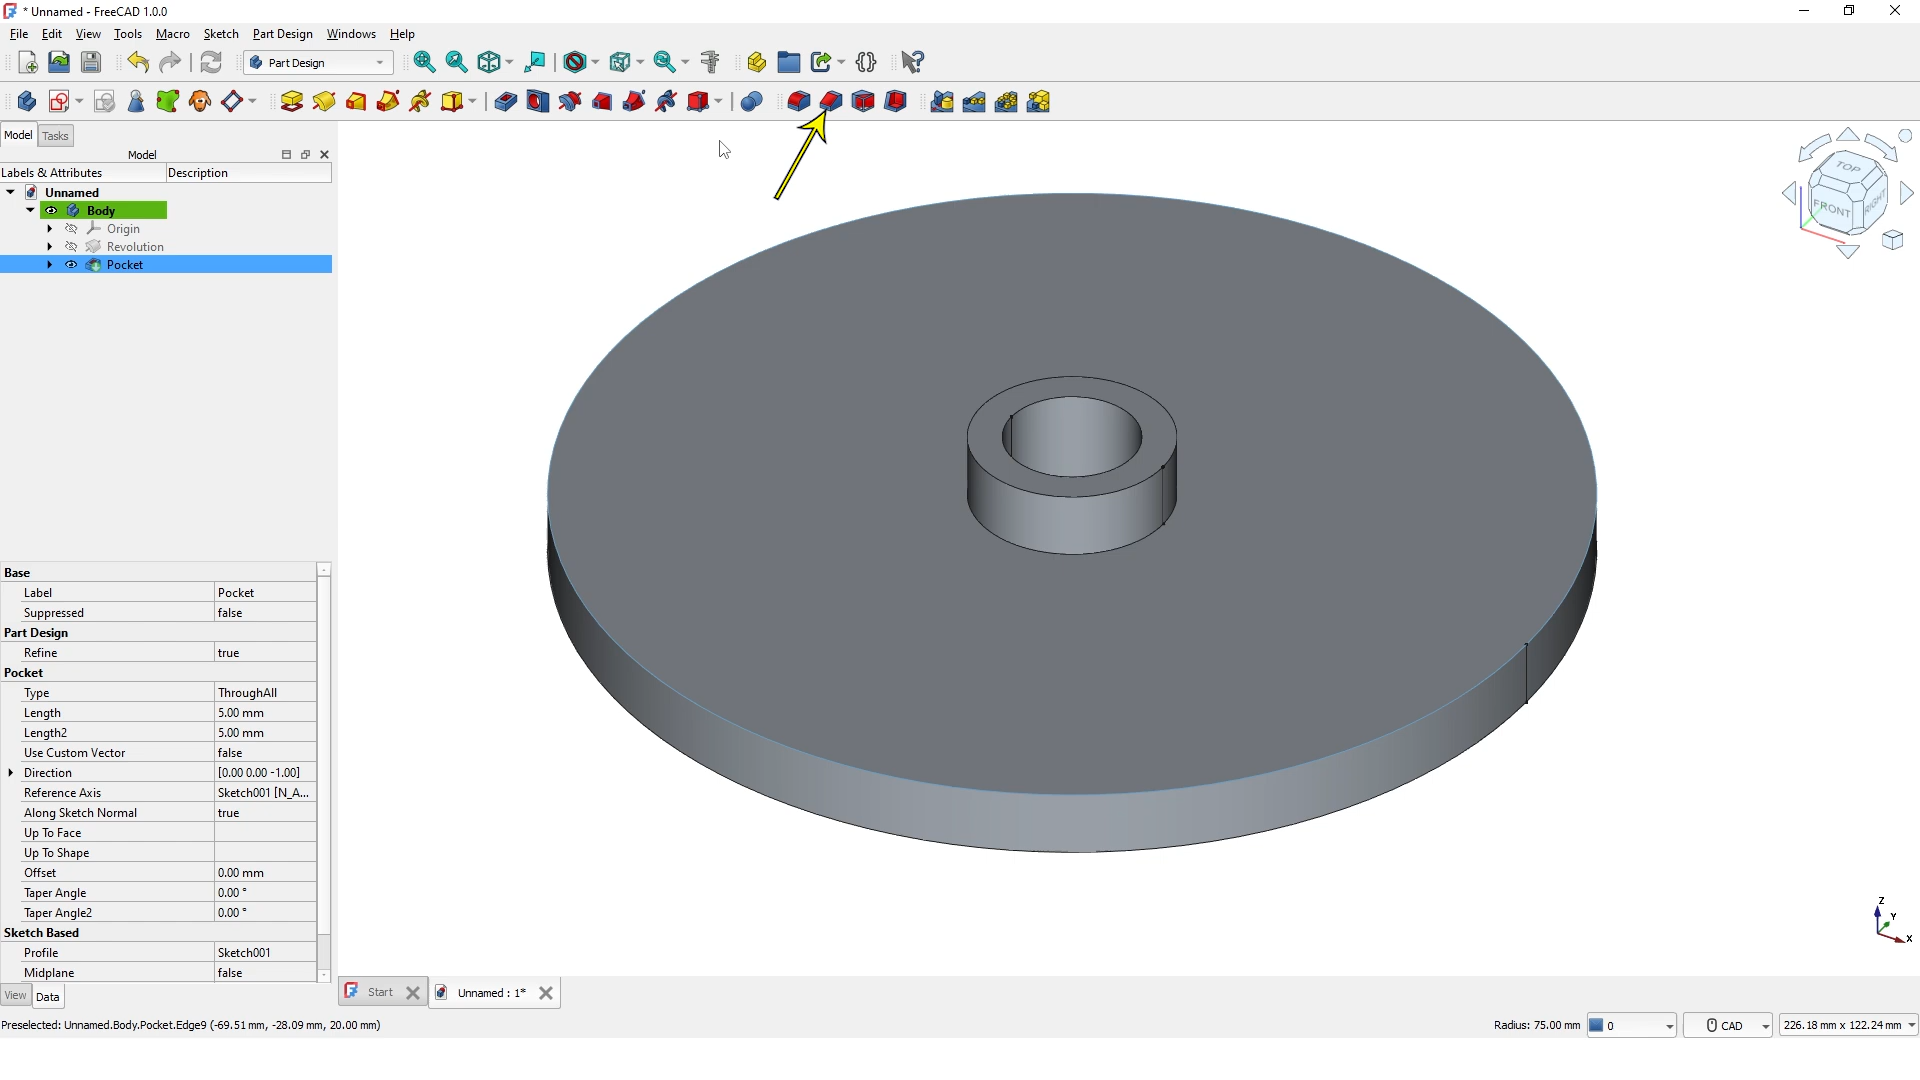 * Unnamed - FreeCAD 1.0.0
File Edit View Tools Macro Sketch Part Design Windows Help
Part Design
Model Tasks
Model
Labels & Attributes Description
Unnamed
Body
Origin
Revolution
Pocket
TOP
FRONT RIGHT
Base
Label Pocket
Suppressed false
Part Design
Refine true
Pocket
Type ThroughAll
Length 5.00 mm
Length2 5.00 mm
Use Custom Vector false
Direction [0.00 0.00 -1.00]
Reference Axis Sketch001 [N_A...
Along Sketch Normal true
Up To Face
Up To Shape
Offset 0.00 mm
Taper Angle 0.00 °
Taper Angle2 0.00 °
Sketch Based
Profile Sketch001
Midplane false
Z
Y
X
View Data
Start Unnamed : 1*
Preselected: Unnamed.Body.Pocket.Edge9 (-69.51 mm, -28.09 mm, 20.00 mm) Radius: 75.00 mm 0 CAD 226.18 mm x 122.24 mm